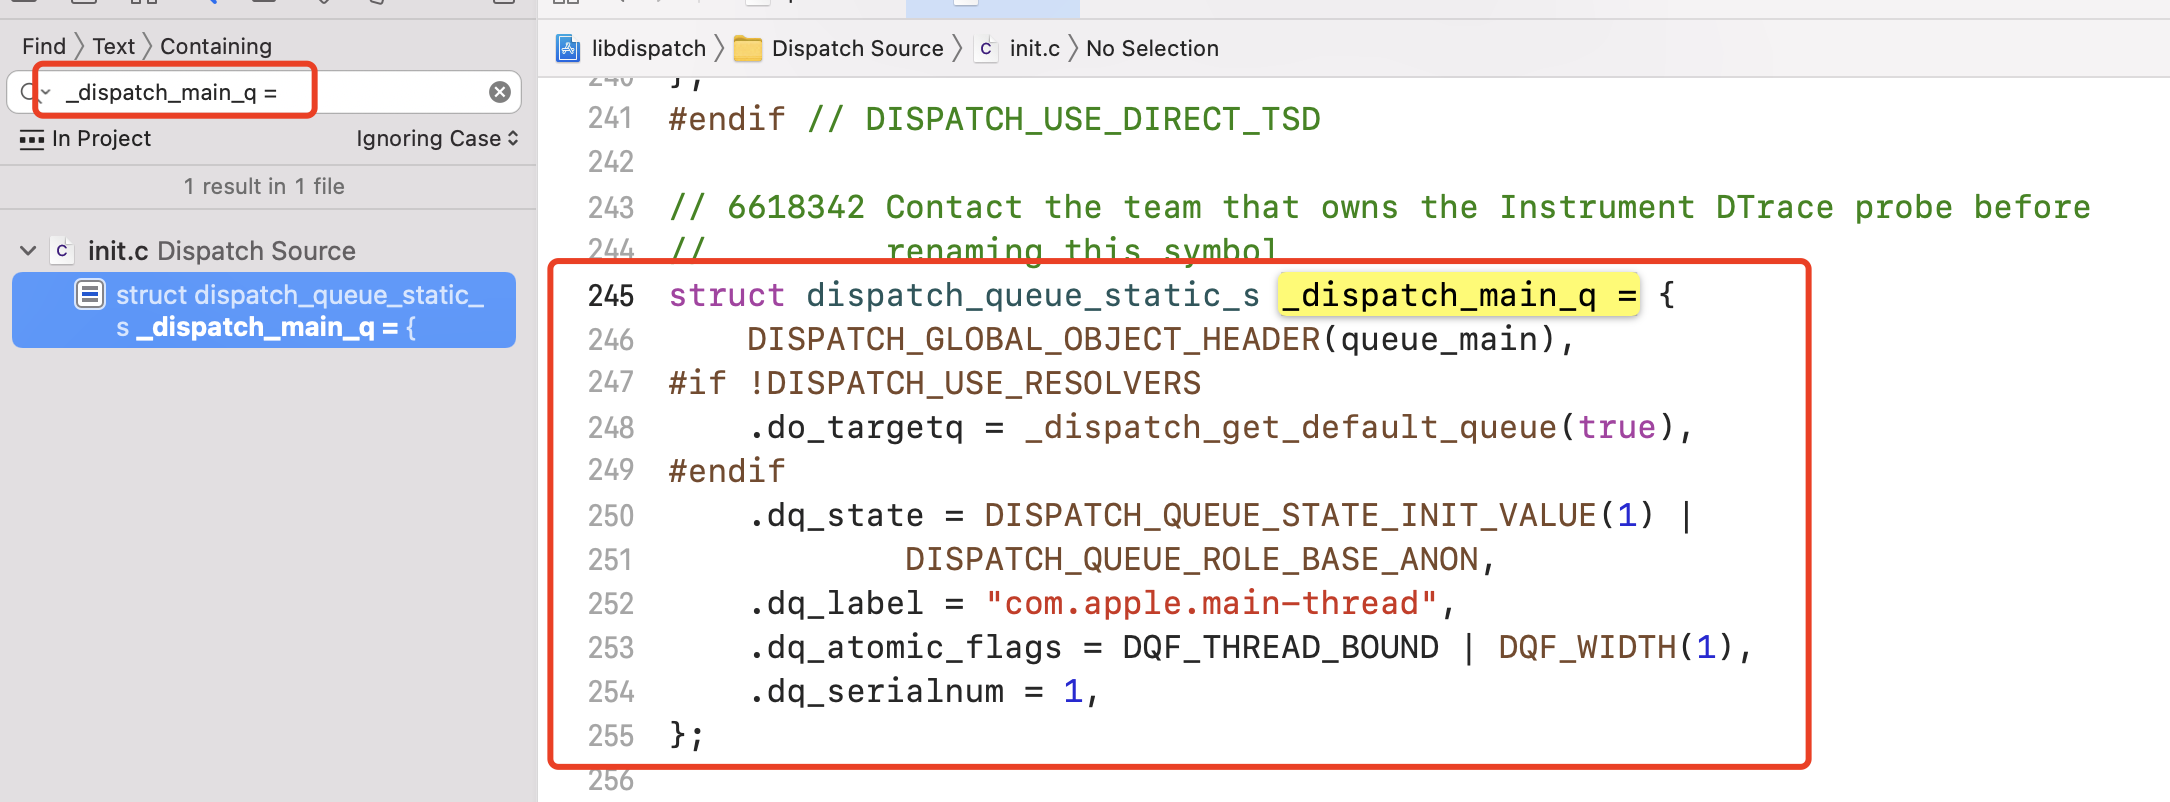 Find 〉 Text 〉 Containing
_dispatch_main_q =
In Project Ignoring Case
1 result in 1 file
init.c Dispatch Source
struct dispatch_queue_static_
s _dispatch_main_q = {
libdispatch 〉 Dispatch Source 〉 C init.c 〉 No Selection
240 };
241 #endif // DISPATCH_USE_DIRECT_TSD
242
243 // 6618342 Contact the team that owns the Instrument DTrace probe before
244 //         renaming this symbol
245 struct dispatch_queue_static_s _dispatch_main_q = {
246     DISPATCH_GLOBAL_OBJECT_HEADER(queue_main),
247 #if !DISPATCH_USE_RESOLVERS
248     .do_targetq = _dispatch_get_default_queue(true),
249 #endif
250     .dq_state = DISPATCH_QUEUE_STATE_INIT_VALUE(1) |
251             DISPATCH_QUEUE_ROLE_BASE_ANON,
252     .dq_label = "com.apple.main-thread",
253     .dq_atomic_flags = DQF_THREAD_BOUND | DQF_WIDTH(1),
254     .dq_serialnum = 1,
255 };
256